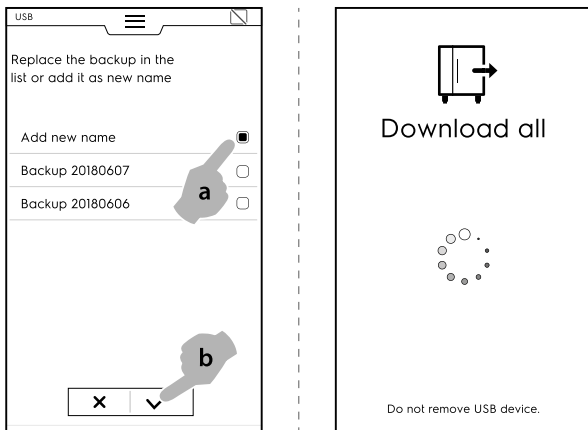 USB
Replace the backup in the
list or add it as new name
Add new name
Backup 20180607
Backup 20180606
a
b
Download all
Do not remove USB device.